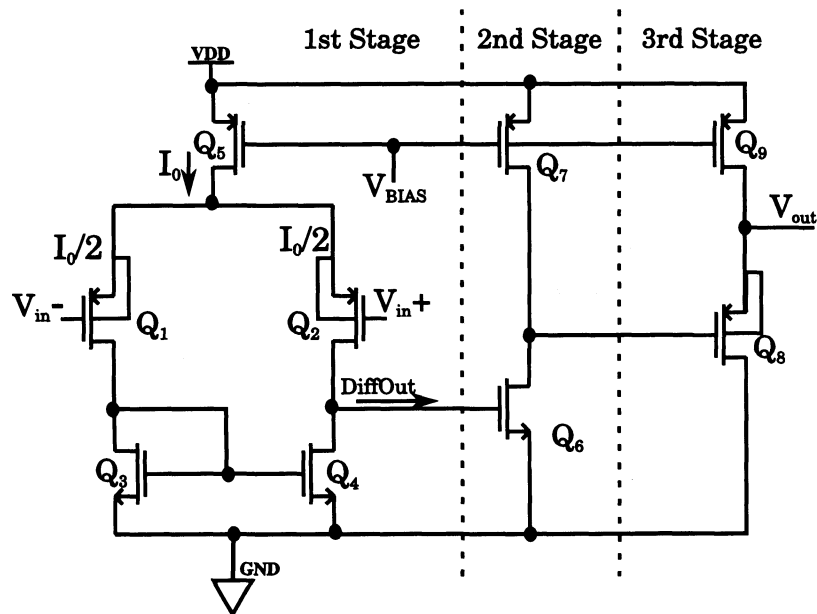 1st Stage
2nd Stage
3rd Stage
VDD
Q5
I0
VBIAS
Q7
Q9
Vout
I0/2
I0/2
Vin-
Q1
Q2
Vin+
Q8
DiffOut
Q6
Q3
Q4
GND